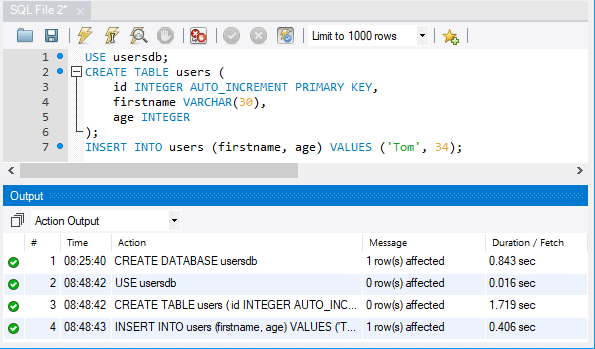 SQL File 2*
Limit to 1000 rows
1 USE usersdb;
2 CREATE TABLE users (
3 id INTEGER AUTO_INCREMENT PRIMARY KEY,
4 firstname VARCHAR(30),
5 age INTEGER
6 );
7 INSERT INTO users (firstname, age) VALUES ('Tom', 34);
Output
Action Output
# Time Action Message Duration / Fetch
1 08:25:40 CREATE DATABASE usersdb 1 row(s) affected 0.843 sec
2 08:48:42 USE usersdb 0 row(s) affected 0.016 sec
3 08:48:42 CREATE TABLE users ( id INTEGER AUTO_INC... 0 row(s) affected 1.719 sec
4 08:48:43 INSERT INTO users (firstname, age) VALUES ('T... 1 row(s) affected 0.406 sec